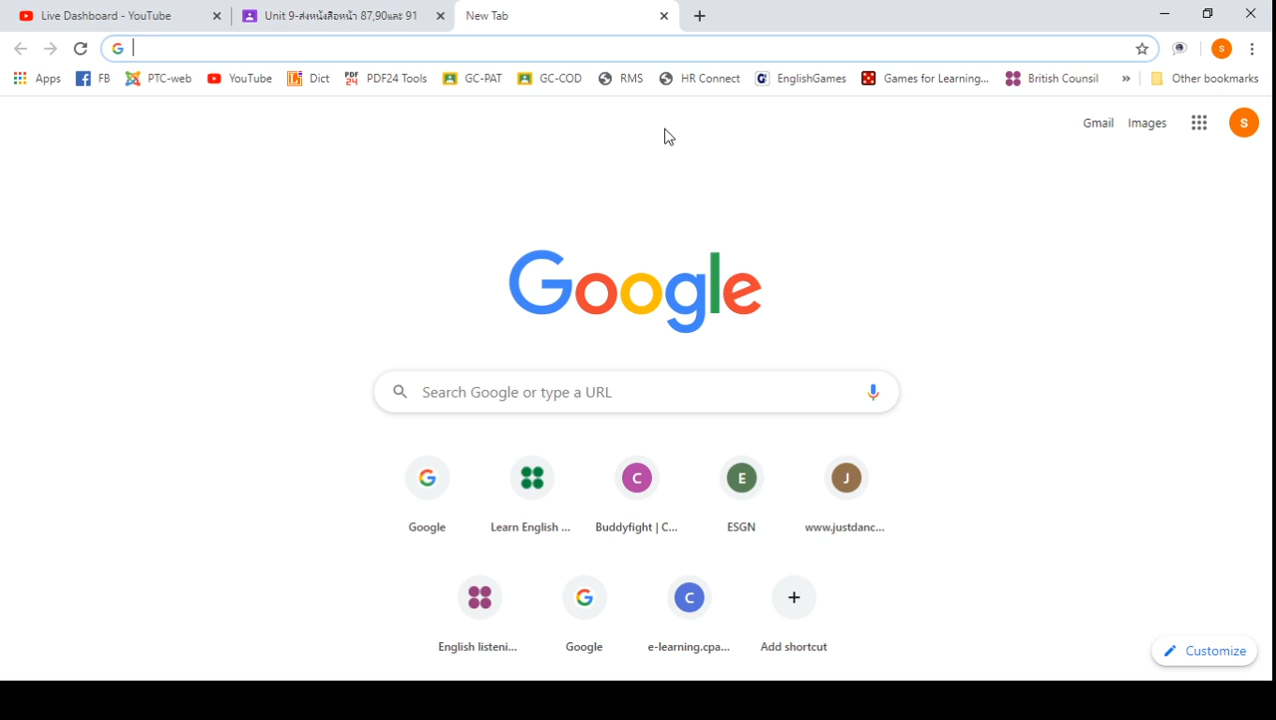 Live Dashboard - YouTube
Unit 9-ส่งหนังสือหน้า 87,90และ 91
New Tab
Apps FB PTC-web YouTube Dict PDF24 Tools GC-PAT GC-COD RMS HR Connect EnglishGames Games for Learning... British Counsil » Other bookmarks
Gmail Images S
Google
Search Google or type a URL
C E J
Google Learn English ... Buddyfight | C... ESGN www.justdanc...
C
English listeni... Google e-learning.cpa... Add shortcut
Customize